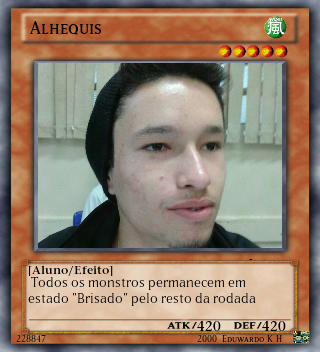 ALHEQUIS
風
[Aluno/Efeito]
Todos os monstros permanecem em
estado "Brisado" pelo resto da rodada
ATK/420 DEF/420
228847 2000 EDUWARDO K H